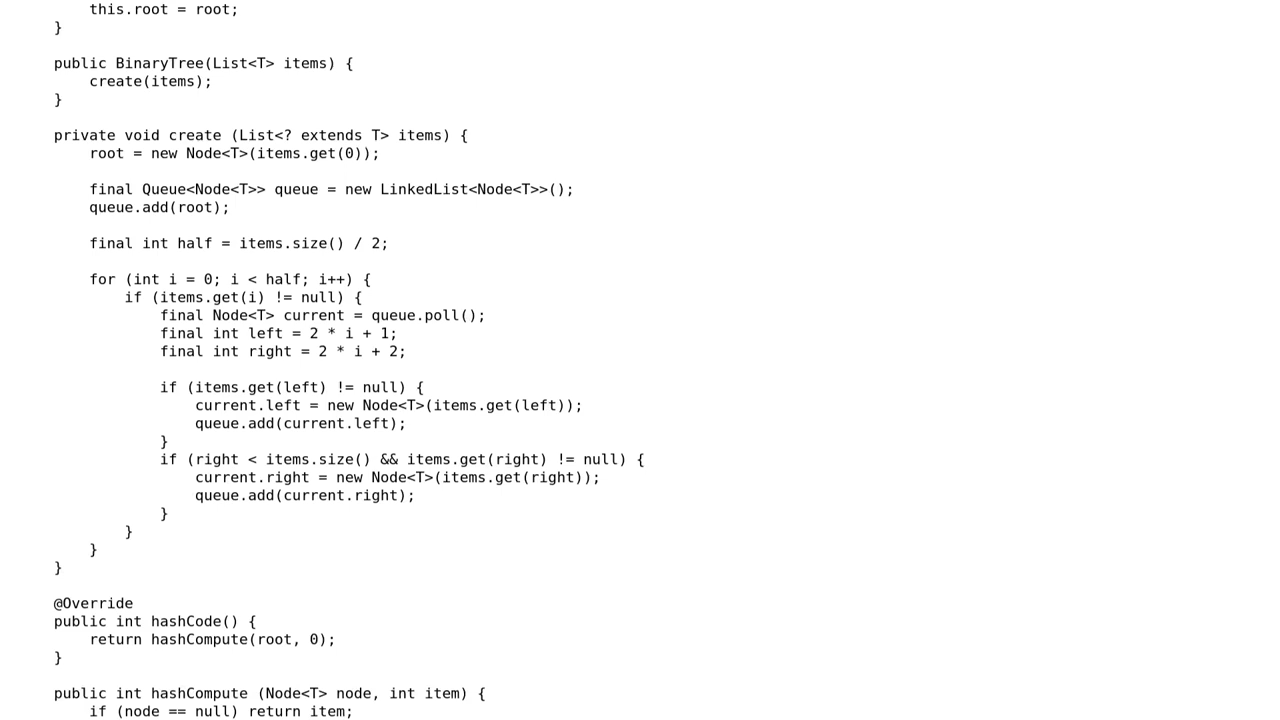 this.root = root;
}
public BinaryTree(List<T> items) {
create(items);
}
private void create (List<? extends T> items) {
root = new Node<T>(items.get(0));
final Queue<Node<T>> queue = new LinkedList<Node<T>>();
queue.add(root);
final int half = items.size() / 2;
for (int i = 0; i < half; i++) {
if (items.get(i) != null) {
final Node<T> current = queue.poll();
final int left = 2 * i + 1;
final int right = 2 * i + 2;
if (items.get(left) != null) {
current.left = new Node<T>(items.get(left));
queue.add(current.left);
}
if (right < items.size() && items.get(right) != null) {
current.right = new Node<T>(items.get(right));
queue.add(current.right);
}
}
}
}
@Override
public int hashCode() {
return hashCompute(root, 0);
}
public int hashCompute (Node<T> node, int item) {
if (node == null) return item;